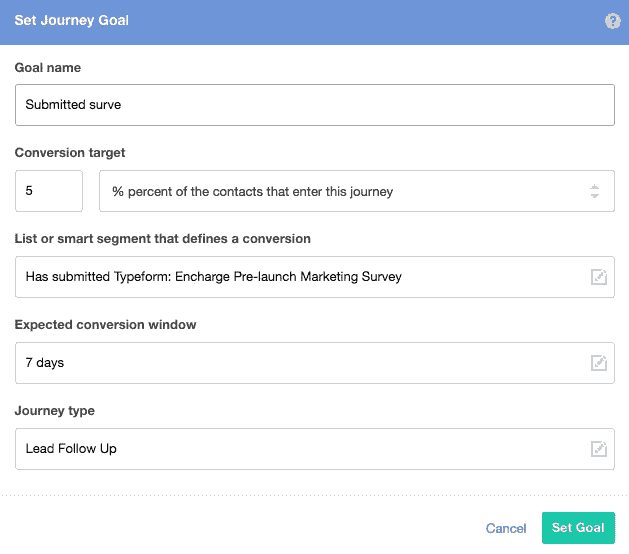 Set Journey Goal
?
Goal name
Submitted surve
Conversion target
5
% percent of the contacts that enter this journey
List or smart segment that defines a conversion
Has submitted Typeform: Encharge Pre-launch Marketing Survey
Expected conversion window
7 days
Journey type
Lead Follow Up
Cancel
Set Goal